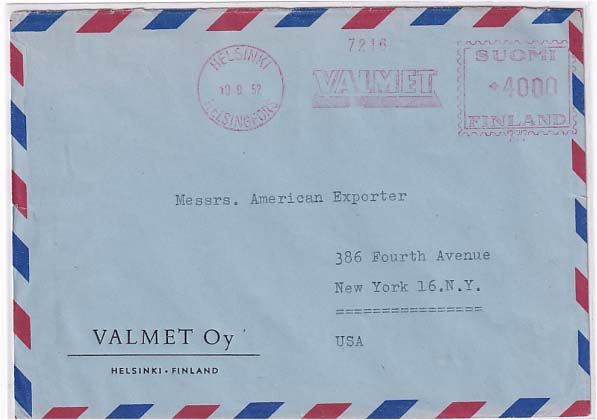 7216
HELSINKI
10 9 52
HELSINGFORS
VALMET
SUOMI
*4000
FINLAND
Messrs. American Exporter
386 Fourth Avenue
New York 16.N.Y.
================
USA
VALMET Oy
HELSINKI • FINLAND